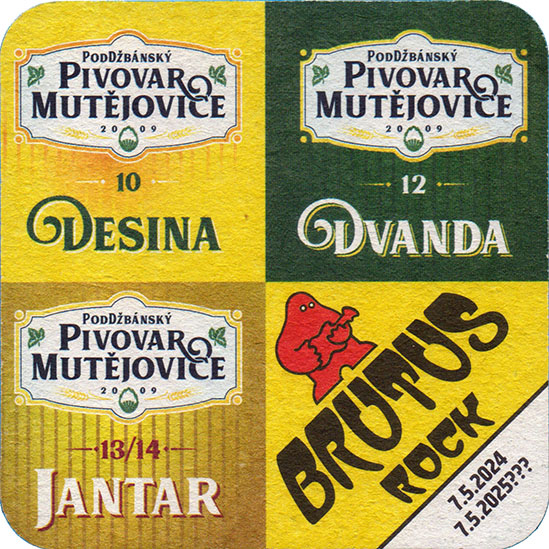 PodDžbánský
Pivovar
Mutějovice
2009
10
Desina
PodDžbánský
Pivovar
Mutějovice
2009
12
Dvanda
PodDžbánský
Pivovar
Mutějovice
2009
13/14
Jantar
BRUTUS
ROCK
7.5.2024
7.5.2025???